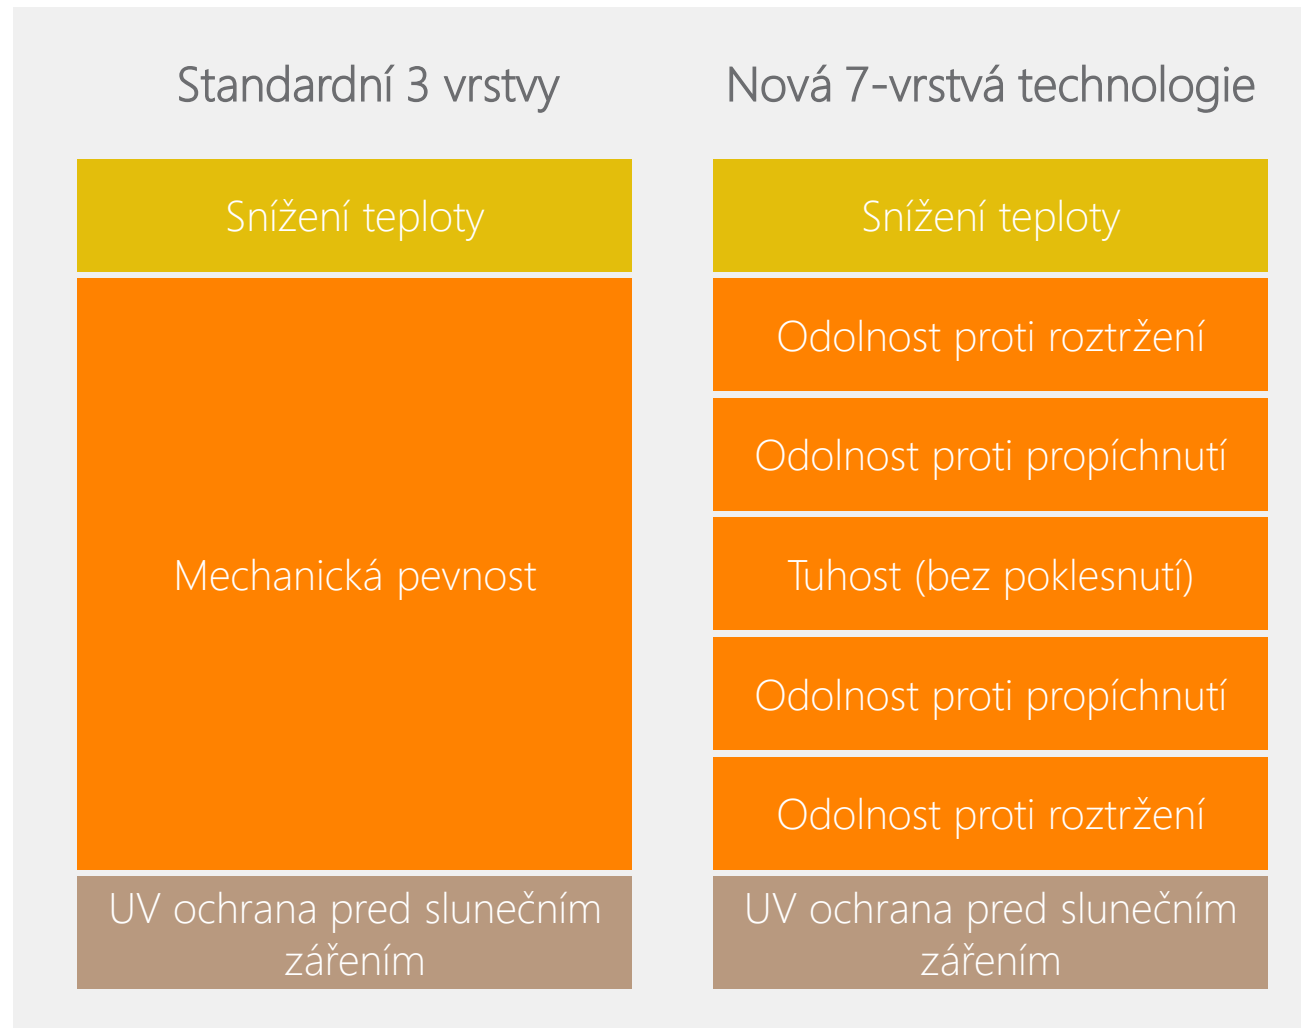 Standardní 3 vrstvy
Snížení teploty
Mechanická pevnost
UV ochrana pred slunečním
zářením
Nová 7-vrstvá technologie
Snížení teploty
Odolnost proti roztržení
Odolnost proti propíchnutí
Tuhost (bez poklesnutí)
Odolnost proti propíchnutí
Odolnost proti roztržení
UV ochrana pred slunečním
zářením